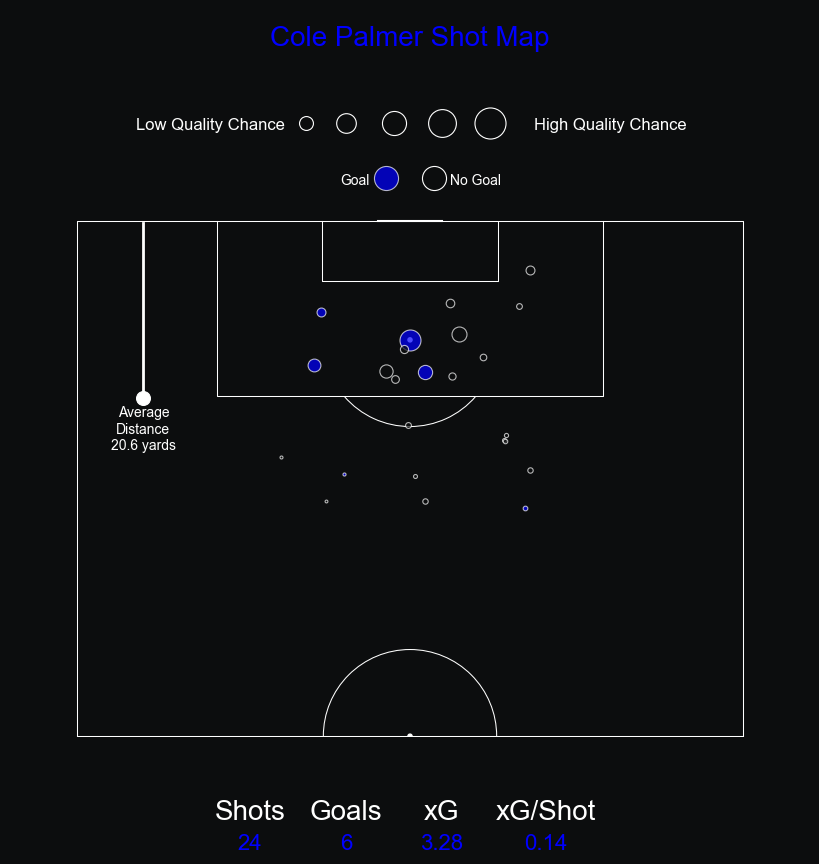 Cole Palmer Shot Map
Low Quality Chance High Quality Chance
Goal No Goal
Average
Distance
20.6 yards
Shots Goals xG xG/Shot
24 6 3.28 0.14